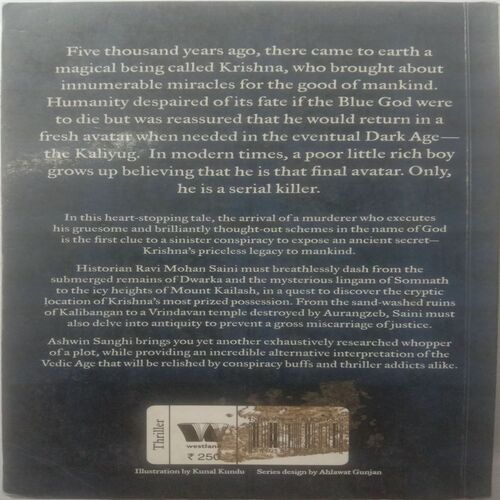 Five thousand years ago, there came to earth a
magical being called Krishna, who brought about
innumerable miracles for the good of mankind.
Humanity despaired of its fate if the Blue God were
to die but was reassured that he would return in a
fresh avatar when needed in the eventual Dark Age—
the Kaliyug. In modern times, a poor little rich boy
grows up believing that he is that final avatar. Only,
he is a serial killer.
In this heart-stopping tale, the arrival of a murderer who executes
his gruesome and brilliantly thought-out schemes in the name of God
is the first clue to a sinister conspiracy to expose an ancient secret—
Krishna's priceless legacy to mankind.
Historian Ravi Mohan Saini must breathlessly dash from the
submerged remains of Dwarka and the mysterious lingam of Somnath
to the icy heights of Mount Kailash, in a quest to discover the cryptic
location of Krishna's most prized possession. From the sand-washed ruins
of Kalibangan to a Vrindavan temple destroyed by Aurangzeb, Saini must
also delve into antiquity to prevent a gross miscarriage of justice.
Ashwin Sanghi brings you yet another exhaustively researched whopper
of a plot, while providing an incredible alternative interpretation of the
Vedic Age that will be relished by conspiracy buffs and thriller addicts alike.
Thriller
W
westland
₹ 250
Illustration by Kunal Kundu Series design by Ahlawat Gunjan